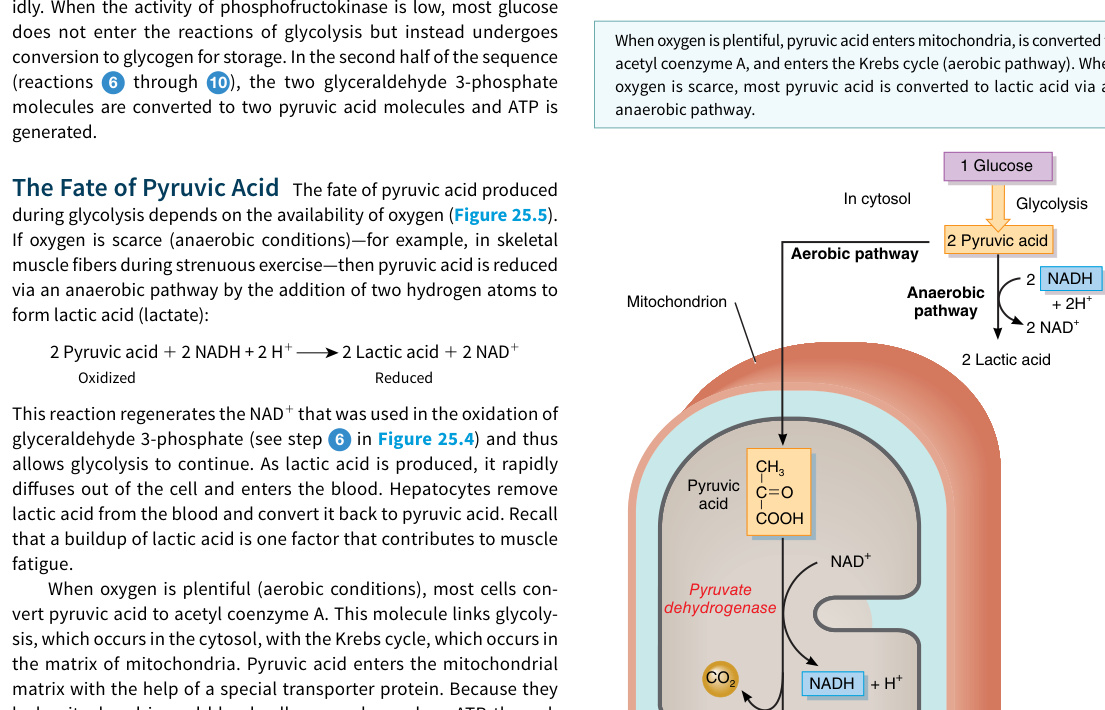 idly. When the activity of phosphofructokinase is low, most glucose
does not enter the reactions of glycolysis but instead undergoes
conversion to glycogen for storage. In the second half of the sequence
(reactions 6 through 10), the two glyceraldehyde 3-phosphate
molecules are converted to two pyruvic acid molecules and ATP is
generated.
The Fate of Pyruvic Acid The fate of pyruvic acid produced
during glycolysis depends on the availability of oxygen (Figure 25.5).
If oxygen is scarce (anaerobic conditions)—for example, in skeletal
muscle fibers during strenuous exercise—then pyruvic acid is reduced
via an anaerobic pathway by the addition of two hydrogen atoms to
form lactic acid (lactate):
2 Pyruvic acid + 2 NADH + 2 H⁺ ⟶ 2 Lactic acid + 2 NAD⁺
Oxidized Reduced
This reaction regenerates the NAD⁺ that was used in the oxidation of
glyceraldehyde 3-phosphate (see step 6 in Figure 25.4) and thus
allows glycolysis to continue. As lactic acid is produced, it rapidly
diffuses out of the cell and enters the blood. Hepatocytes remove
lactic acid from the blood and convert it back to pyruvic acid. Recall
that a buildup of lactic acid is one factor that contributes to muscle
fatigue.
When oxygen is plentiful (aerobic conditions), most cells con-
vert pyruvic acid to acetyl coenzyme A. This molecule links glycoly-
sis, which occurs in the cytosol, with the Krebs cycle, which occurs in
the matrix of mitochondria. Pyruvic acid enters the mitochondrial
matrix with the help of a special transporter protein. Because they
When oxygen is plentiful, pyruvic acid enters mitochondria, is converted
acetyl coenzyme A, and enters the Krebs cycle (aerobic pathway).
oxygen is scarce, most pyruvic acid is converted to lactic acid via
anaerobic pathway.
1 Glucose
In cytosol
Glycolysis
2 Pyruvic acid
Aerobic pathway
2 NADH
+ 2H⁺
Anaerobic
pathway
2 NAD⁺
Mitochondrion
2 Lactic acid
CH₃
C=O
COOH
Pyruvic
acid
NAD⁺
Pyruvate
dehydrogenase
CO₂
NADH + H⁺